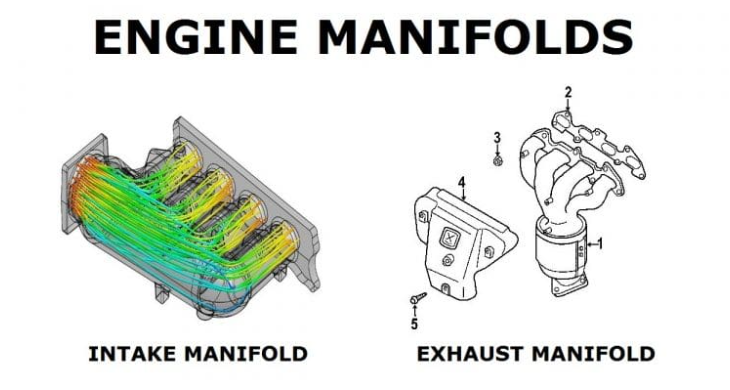 ENGINE MANIFOLDS
2
3
4
1
5
INTAKE MANIFOLD
EXHAUST MANIFOLD